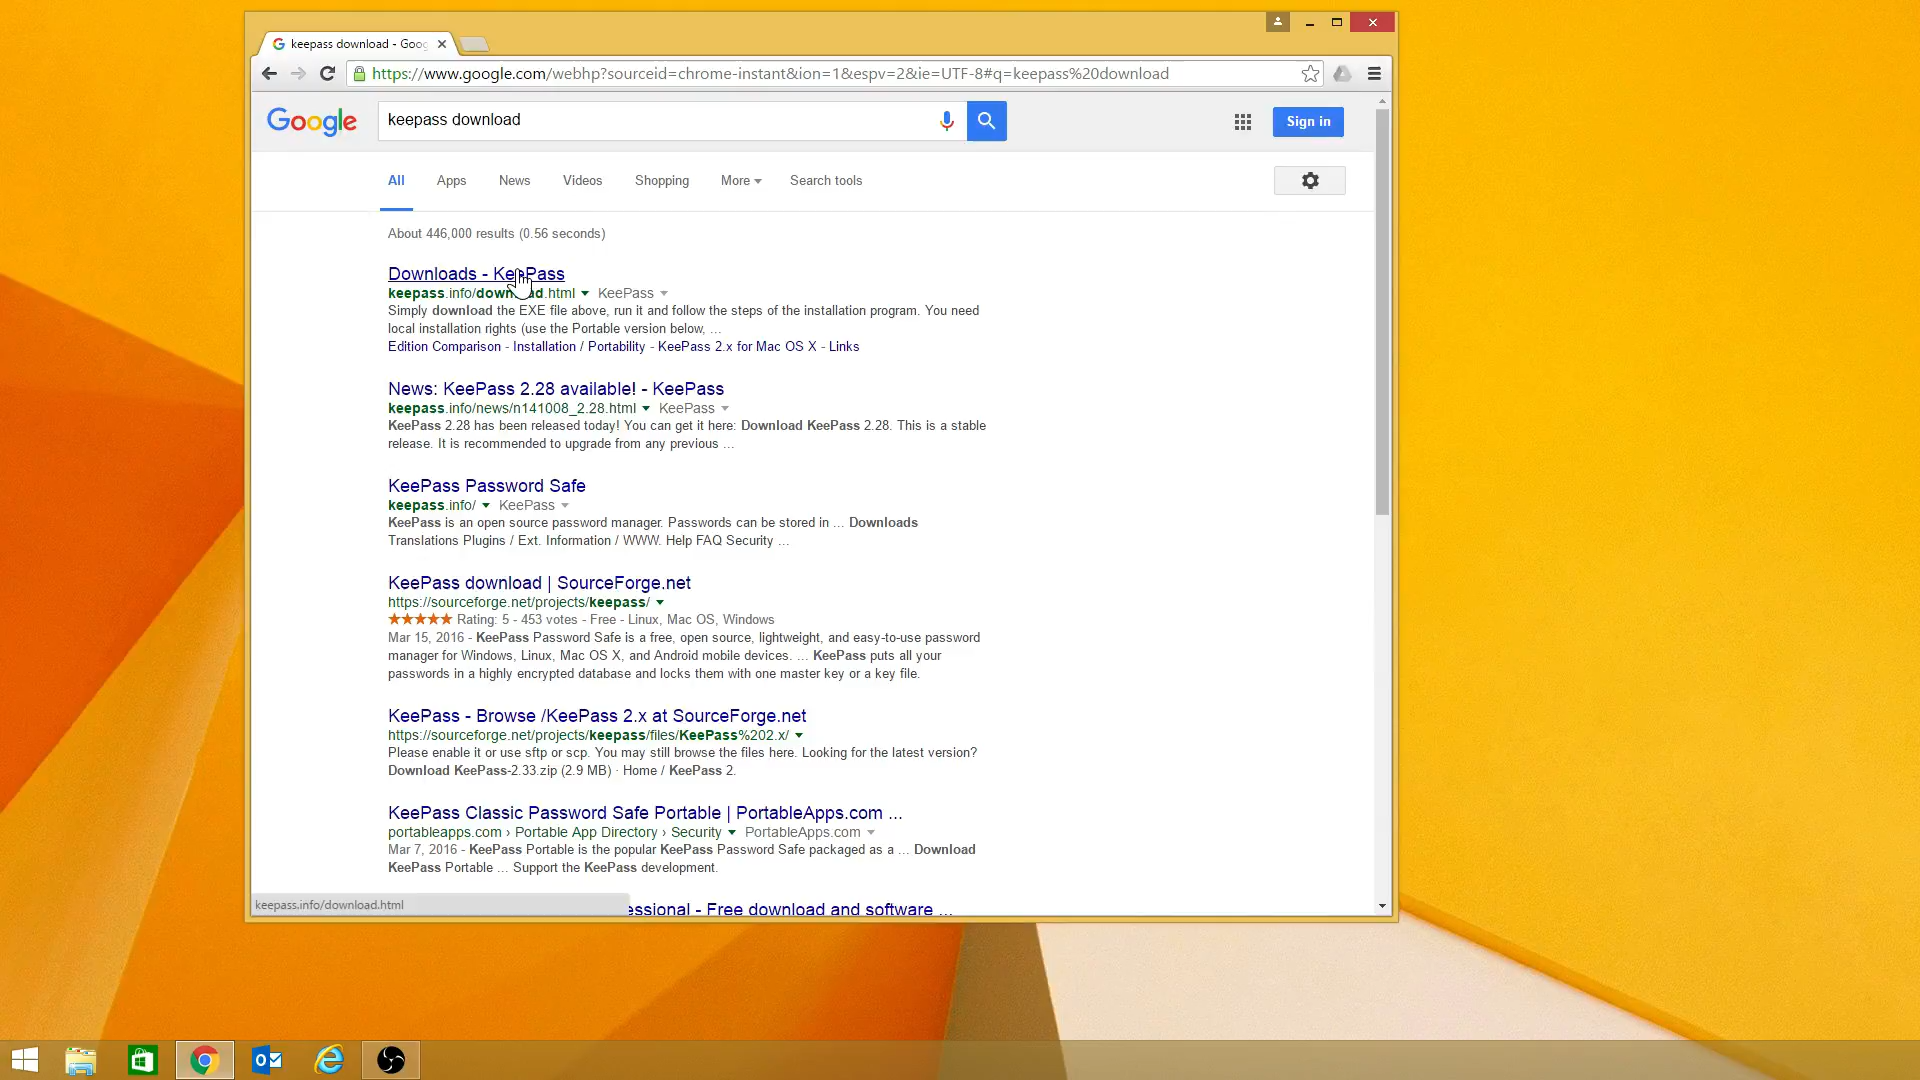 keepass download - Goog
https://www.google.com/webhp?sourceid=chrome-instant&ion=1&espv=2&ie=UTF-8#q=keepass%20download
Google
keepass download
Sign in
All
Apps
News
Videos
Shopping
More
Search tools
About 446,000 results (0.56 seconds)
Downloads - KeePass
keepass.info/download.html
KeePass
Simply download the EXE file above, run it and follow the steps of the installation program. You need
local installation rights (use the Portable version below, ...
Edition Comparison - Installation / Portability - KeePass 2.x for Mac OS X - Links
News: KeePass 2.28 available! - KeePass
keepass.info/news/n141008_2.28.html
KeePass
KeePass 2.28 has been released today! You can get it here: Download KeePass 2.28. This is a stable
release. It is recommended to upgrade from any previous ...
KeePass Password Safe
keepass.info/
KeePass
KeePass is an open source password manager. Passwords can be stored in ... Downloads
Translations Plugins / Ext. Information / WWW. Help FAQ Security ...
KeePass download | SourceForge.net
https://sourceforge.net/projects/keepass/
Rating: 5 - 453 votes - Free - Linux, Mac OS, Windows
Mar 15, 2016 - KeePass Password Safe is a free, open source, lightweight, and easy-to-use password
manager for Windows, Linux, Mac OS X, and Android mobile devices. ... KeePass puts all your
passwords in a highly encrypted database and locks them with one master key or a key file.
KeePass - Browse /KeePass 2.x at SourceForge.net
https://sourceforge.net/projects/keepass/files/KeePass%202.x/
Please enable it or use sftp or scp. You may still browse the files here. Looking for the latest version?
Download KeePass-2.33.zip (2.9 MB) · Home / KeePass 2.
KeePass Classic Password Safe Portable | PortableApps.com ...
portableapps.com › Portable App Directory › Security
PortableApps.com
Mar 7, 2016 - KeePass Portable is the popular KeePass Password Safe packaged as a ... Download
KeePass Portable ... Support the KeePass development.
keepass.info/download.html
essional - Free download and software ...